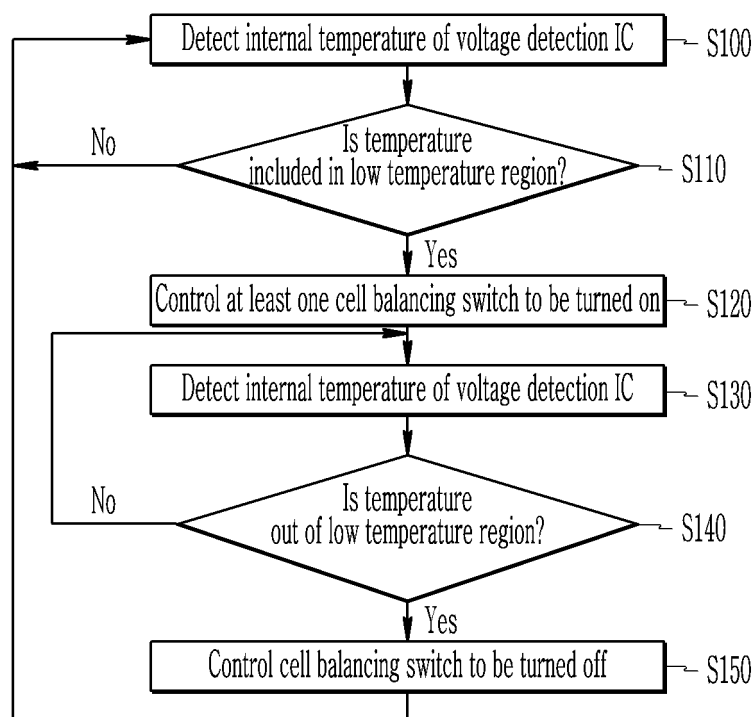 Detect internal temperature of voltage detection IC
S100
Is temperature
included in low temperature region?
S110
No
Yes
Control at least one cell balancing switch to be turned on
S120
Detect internal temperature of voltage detection IC
S130
Is temperature
out of low temperature region?
S140
No
Yes
Control cell balancing switch to be turned off
S150